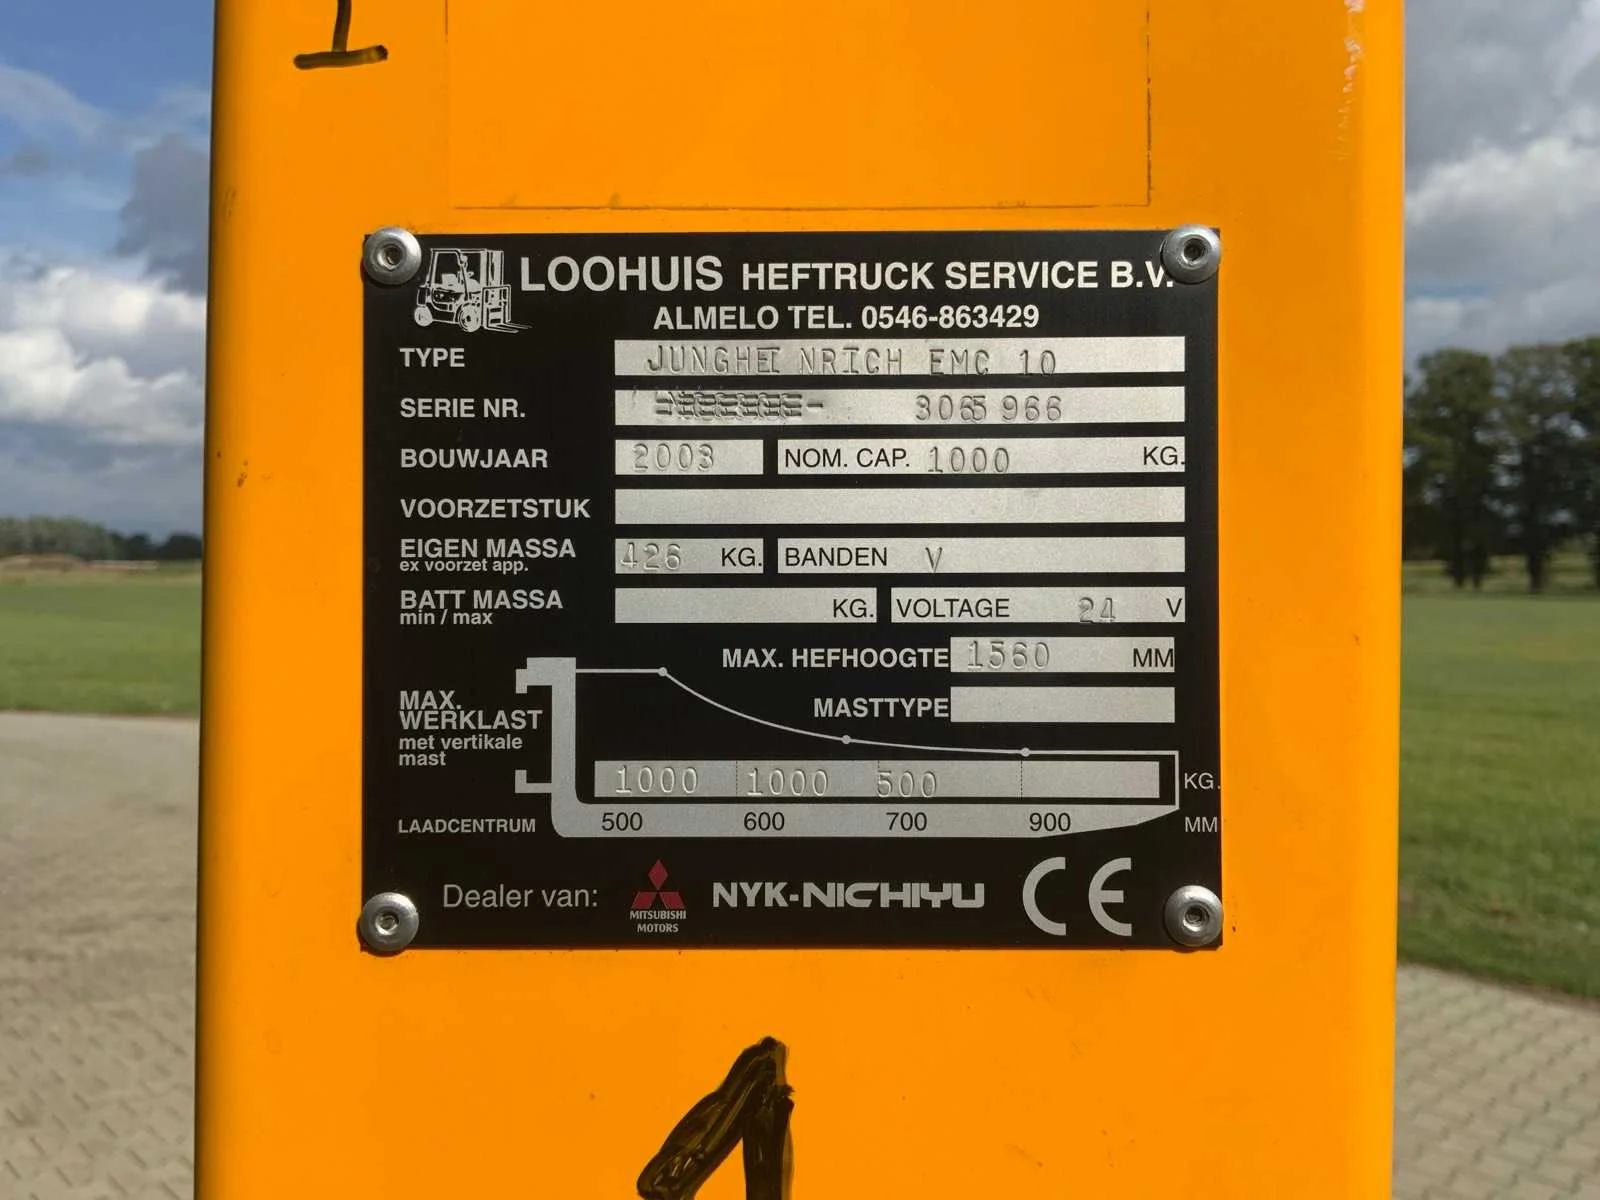 1
LOOHUIS HEFTRUCK SERVICE B.V.
ALMELO TEL. 0546-863429
TYPE JUNGHEINRICH EMC 10
SERIE NR. 3065966
BOUWJAAR 2003 NOM. CAP. 1000 KG.
VOORZETSTUK
EIGEN MASSA 426 KG. BANDEN V
ex voorzet app.
BATT MASSA KG. VOLTAGE 24 V
min / max
MAX. HEFHOOGTE 1560 MM
MASTTYPE
MAX.
WERKLAST
met vertikale
mast
1000 1000 500 KG.
LAADCENTRUM 500 600 700 900 MM
Dealer van: MITSUBISHI MOTORS NYK-NICHIYU CE
1